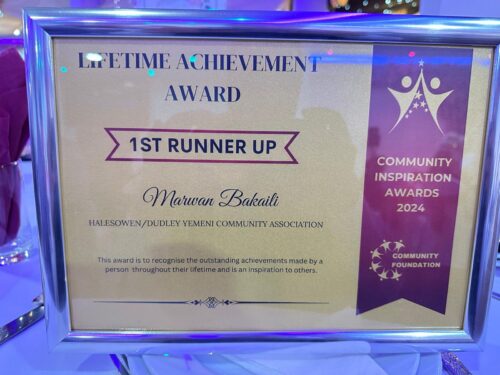 LIFETIME ACHIEVEMENT
AWARD
1ST RUNNER UP
Marwan Bakaili
HALESOWEN/DUDLEY YEMENI COMMUNITY ASSOCIATION
This award is to recognise the outstanding achievements made by a
person throughout their lifetime and is an inspiration to others.
COMMUNITY
INSPIRATION
AWARDS
2024
COMMUNITY
FOUNDATION